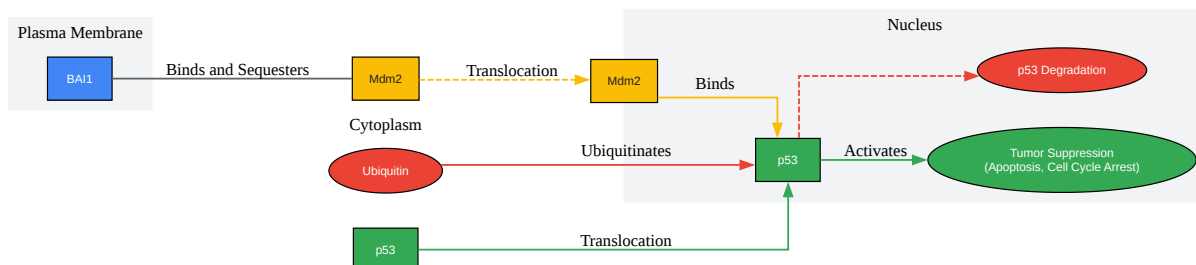 Plasma Membrane
Nucleus
BAI1
Binds and Sequesters
Mdm2
Translocation
Mdm2
Binds
p53 Degradation
Cytoplasm
Ubiquitin
Ubiquitinates
p53
Activates
Tumor Suppression
(Apoptosis, Cell Cycle Arrest)
p53
Translocation